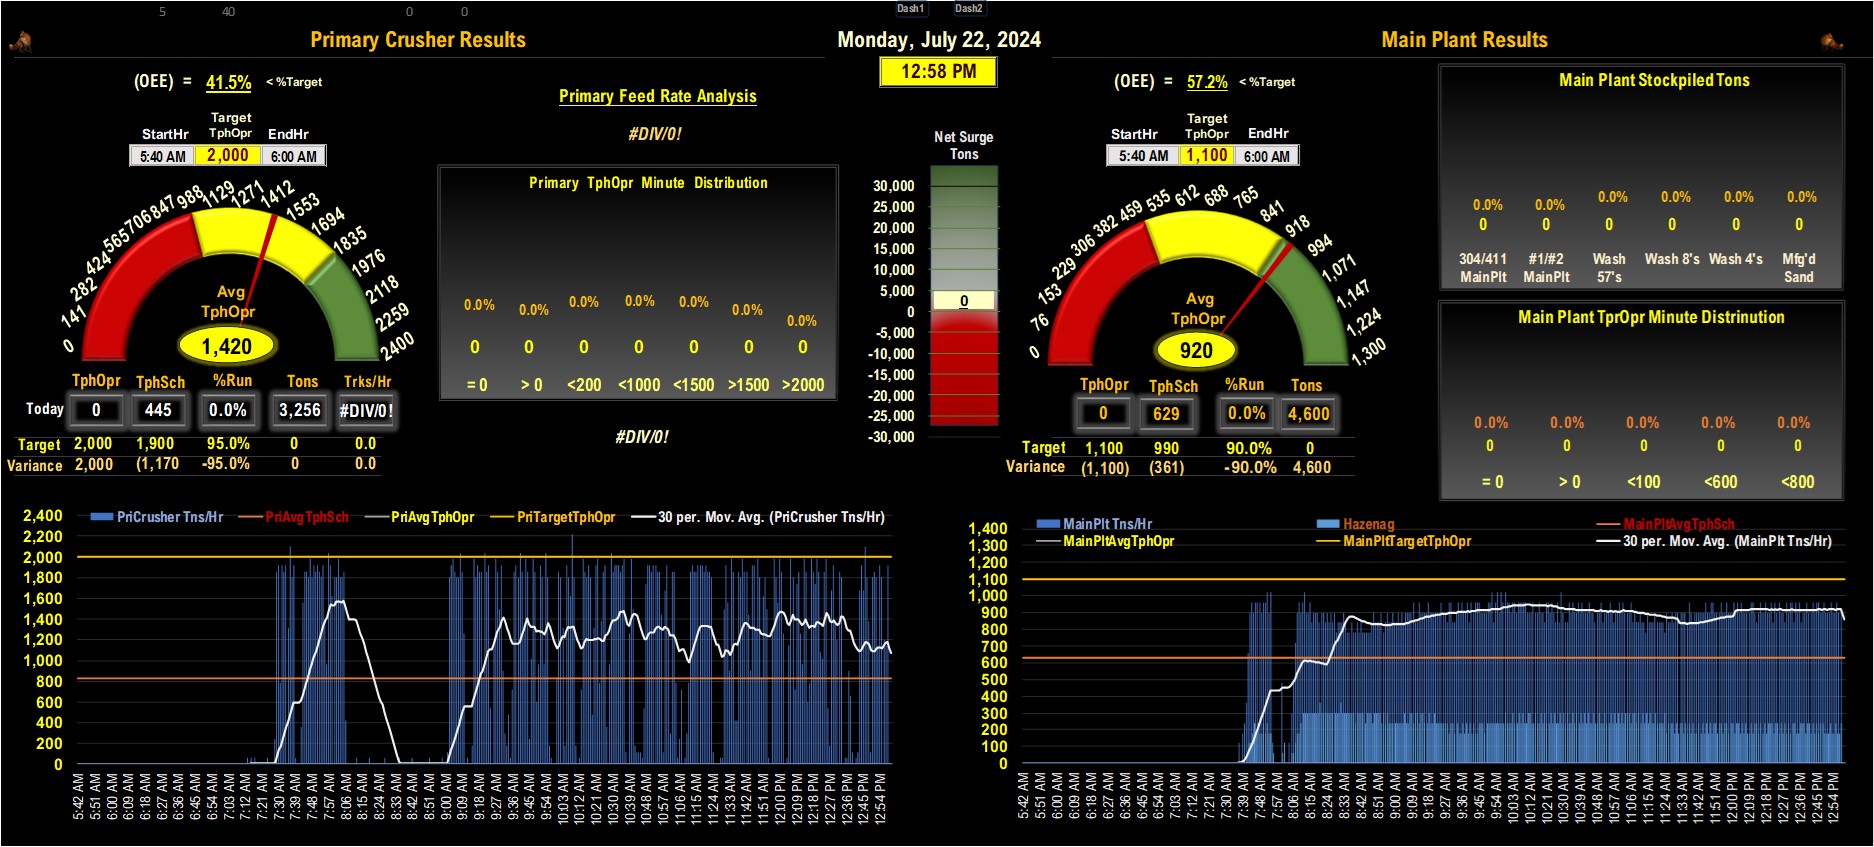 5 40 0 0 Dash1 Dash2
Primary Crusher Results
Monday, July 22, 2024
Main Plant Results
12:58 PM
(OEE) = 41.5% < %Target
Primary Feed Rate Analysis
#DIV/0!
Target
StartHr TphOpr EndHr
5:40 AM 2,000 6:00 AM
0 141 282 424 565 706 847 988 1129 1271 1412 1553 1694 1835 1976 2118 2259 2400
Avg
TphOpr
1,420
Primary TphOpr Minute Distribution
0.0% 0.0% 0.0% 0.0% 0.0% 0.0% 0.0%
0 0 0 0 0 0 0
= 0 > 0 <200 <1000 <1500 >1500 >2000
#DIV/0!
TphOpr TphSch %Run Tons Trks/Hr
Today 0 445 0.0% 3,256 #DIV/0!
Target 2,000 1,900 95.0% 0 0.0
Variance 2,000 (1,170 -95.0% 0 0.0
Net Surge
Tons
30,000
25,000
20,000
15,000
10,000
5,000
0
0
-5,000
-10,000
-15,000
-20,000
-25,000
-30,000
(OEE) = 57.2% < %Target
Target
StartHr TphOpr EndHr
5:40 AM 1,100 6:00 AM
0 76 153 229 306 382 459 535 612 688 765 841 918 994 1,071 1,147 1,224 1,300
Avg
TphOpr
920
TphOpr TphSch %Run Tons
0 629 0.0% 4,600
Target 1,100 990 90.0% 0
Variance (1,100) (361) -90.0% 4,600
Main Plant Stockpiled Tons
0.0% 0.0% 0.0% 0.0% 0.0% 0.0%
0 0 0 0 0 0
304/411 #1/#2 Wash Wash 8's Wash 4's Mfg'd
MainPlt MainPlt 57's Sand
Main Plant TprOpr Minute Distrinution
0.0% 0.0% 0.0% 0.0% 0.0%
0 0 0 0 0
= 0 > 0 <100 <600 <800
PriCrusher Tns/Hr PriAvgTphSch PriAvgTphOpr PriTargetTphOpr 30 per. Mov. Avg. (PriCrusher Tns/Hr)
2,400
2,200
2,000
1,800
1,600
1,400
1,200
1,000
800
600
400
200
0
5:42 AM 5:51 AM 6:00 AM 6:09 AM 6:18 AM 6:27 AM 6:36 AM 6:45 AM 6:54 AM 7:03 AM 7:12 AM 7:21 AM 7:30 AM 7:39 AM 7:48 AM 7:57 AM 8:06 AM 8:15 AM 8:24 AM 8:33 AM 8:42 AM 8:51 AM 9:00 AM 9:09 AM 9:18 AM 9:27 AM 9:36 AM 9:45 AM 9:54 AM 10:03 AM 10:12 AM 10:21 AM 10:30 AM 10:39 AM 10:48 AM 10:57 AM 11:06 AM 11:15 AM 11:24 AM 11:33 AM 11:42 AM 11:51 AM 12:00 PM 12:09 PM 12:18 PM 12:27 PM 12:36 PM 12:45 PM 12:54 PM
MainPlt Tns/Hr Hazenag MainPltAvgTphSch
MainPltAvgTphOpr MainPltTargetTphOpr 30 per. Mov. Avg. (MainPlt Tns/Hr)
1,400
1,300
1,200
1,100
1,000
900
800
700
600
500
400
300
200
100
0
5:42 AM 5:51 AM 6:00 AM 6:09 AM 6:18 AM 6:27 AM 6:36 AM 6:45 AM 6:54 AM 7:03 AM 7:12 AM 7:21 AM 7:30 AM 7:39 AM 7:48 AM 7:57 AM 8:06 AM 8:15 AM 8:24 AM 8:33 AM 8:42 AM 8:51 AM 9:00 AM 9:09 AM 9:18 AM 9:27 AM 9:36 AM 9:45 AM 9:54 AM 10:03 AM 10:12 AM 10:21 AM 10:30 AM 10:39 AM 10:48 AM 10:57 AM 11:06 AM 11:15 AM 11:24 AM 11:33 AM 11:42 AM 11:51 AM 12:00 PM 12:09 PM 12:18 PM 12:27 PM 12:36 PM 12:45 PM 12:54 PM